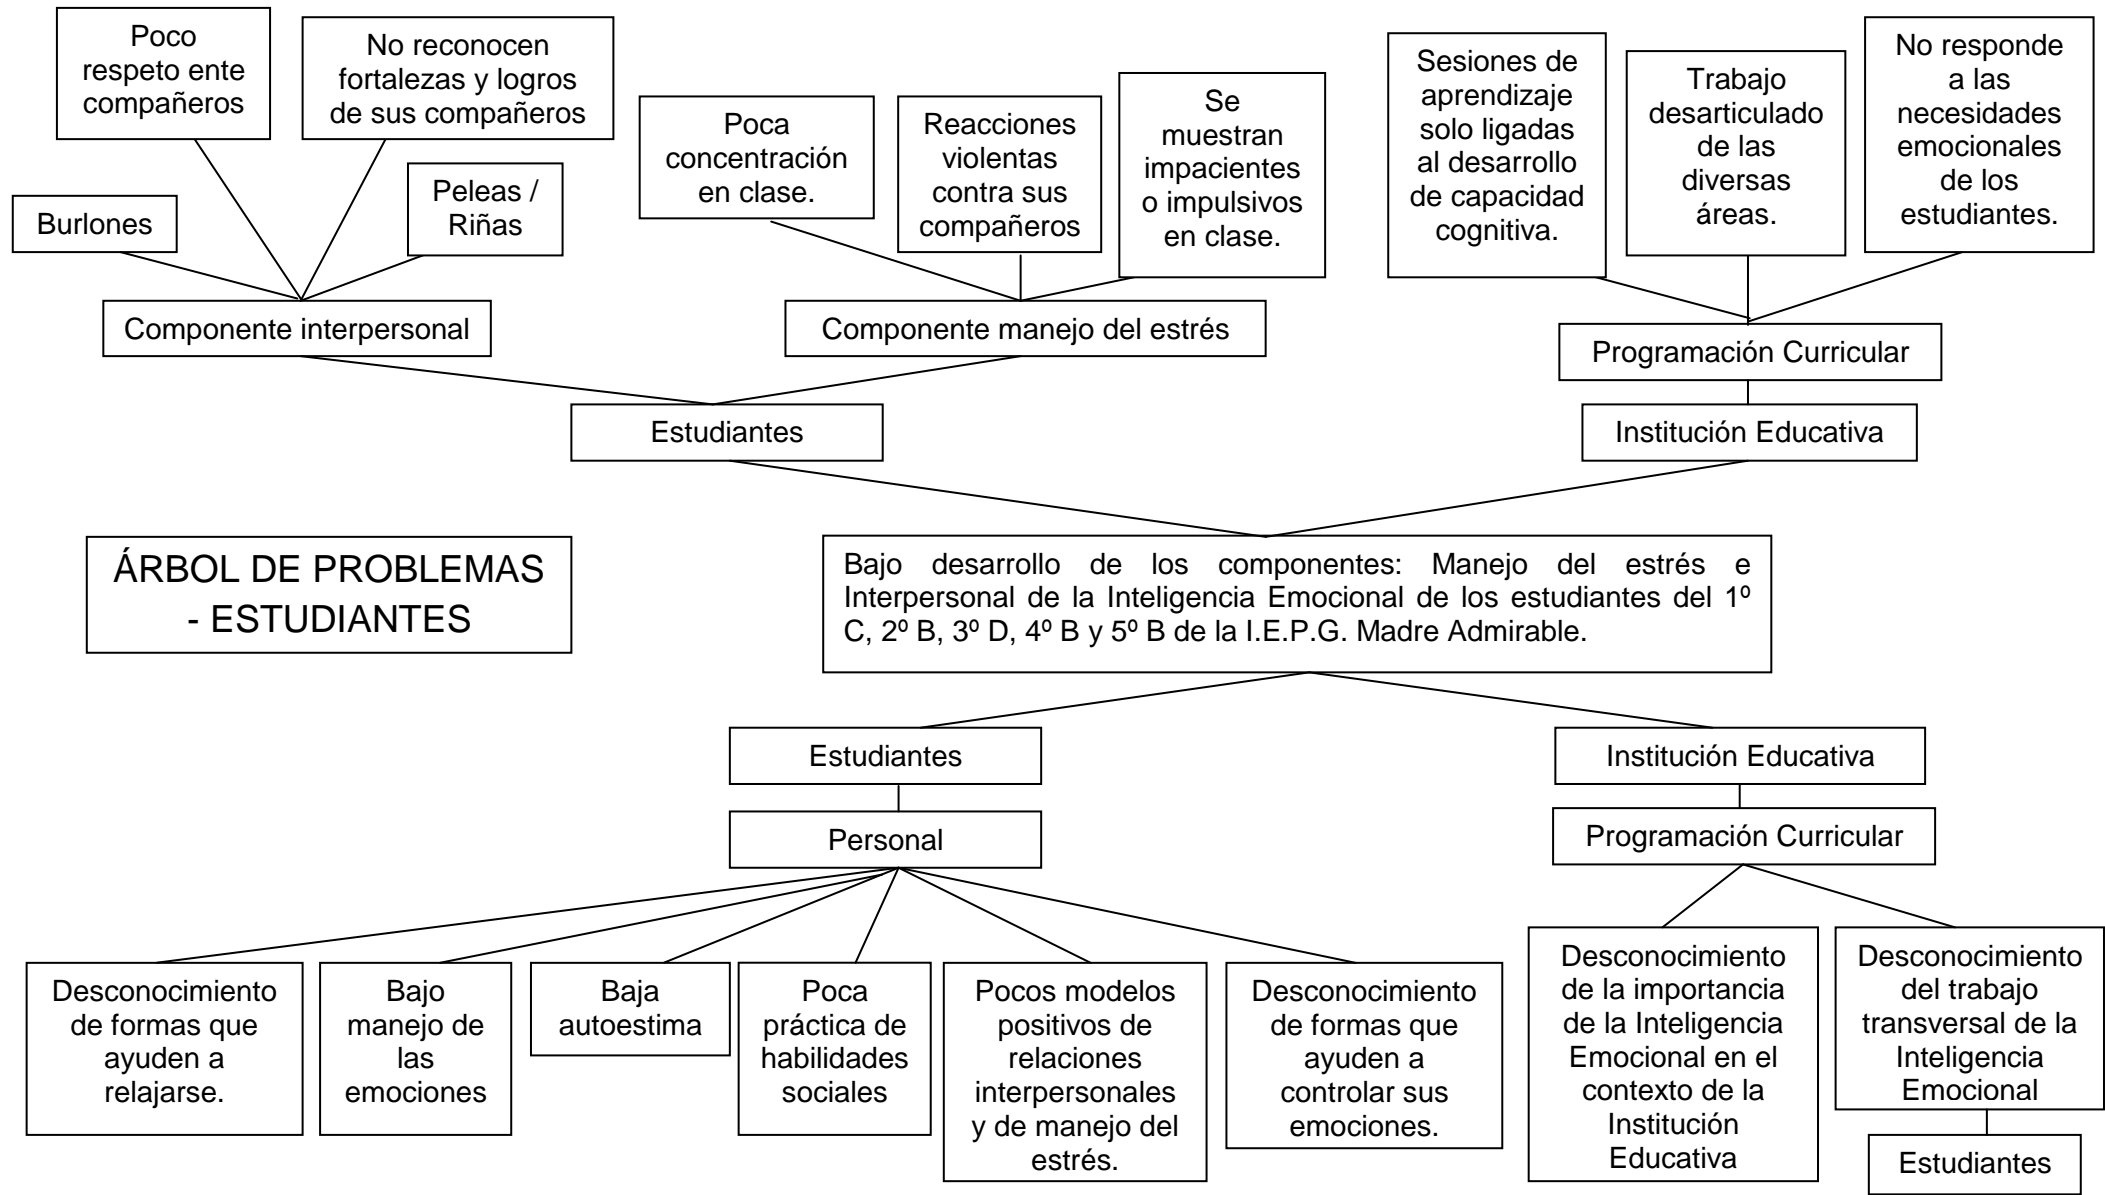 Poco
respeto ente
compañeros
No reconocen
fortalezas y logros
de sus compañeros
Burlones
Peleas /
Riñas
Poca
concentración
en clase.
Reacciones
violentas
contra sus
compañeros
Se
muestran
impacientes
o impulsivos
en clase.
Sesiones de
aprendizaje
solo ligadas
al desarrollo
de capacidad
cognitiva.
Trabajo
desarticulado
de las
diversas
áreas.
No responde
a las
necesidades
emocionales
de los
estudiantes.
Componente interpersonal
Componente manejo del estrés
Programación Curricular
Estudiantes
Institución Educativa
ÁRBOL DE PROBLEMAS
- ESTUDIANTES
Bajo desarrollo de los componentes: Manejo del estrés e
Interpersonal de la Inteligencia Emocional de los estudiantes del 1º
C, 2º B, 3º D, 4º B y 5º B de la I.E.P.G. Madre Admirable.
Estudiantes
Institución Educativa
Personal
Programación Curricular
Desconocimiento
de formas que
ayuden a
relajarse.
Bajo
manejo de
las
emociones
Baja
autoestima
Poca
práctica de
habilidades
sociales
Pocos modelos
positivos de
relaciones
interpersonales
y de manejo del
estrés.
Desconocimiento
de formas que
ayuden a
controlar sus
emociones.
Desconocimiento
de la importancia
de la Inteligencia
Emocional en el
contexto de la
Institución
Educativa
Desconocimiento
del trabajo
transversal de la
Inteligencia
Emocional
Estudiantes